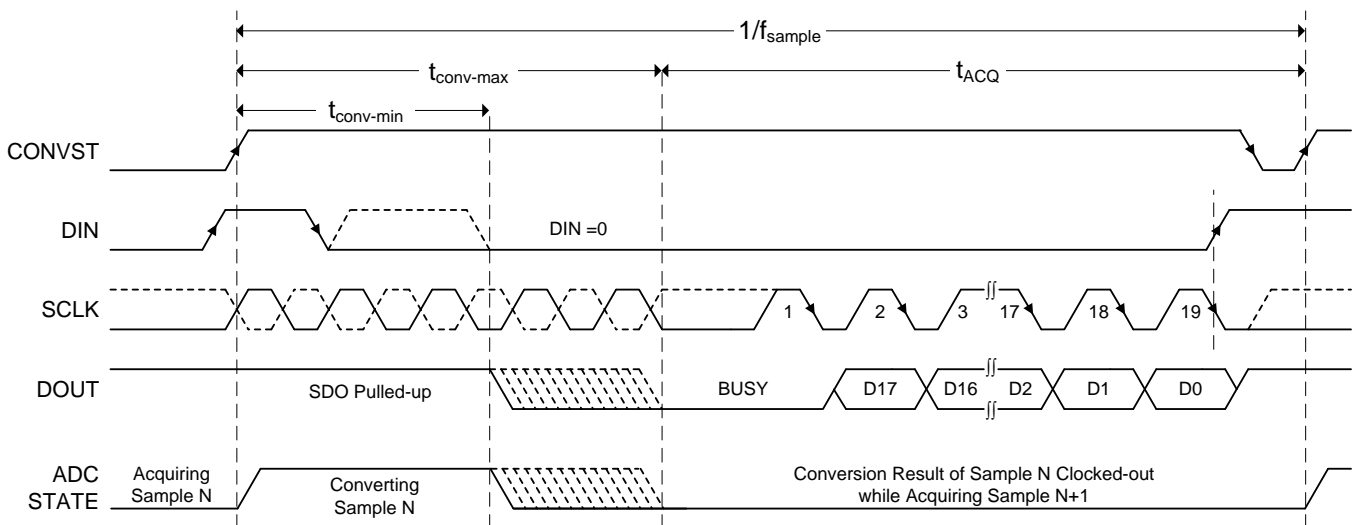 1/fsample
tconv-max
tACQ
tconv-min
CONVST
DIN
DIN =0
SCLK
1 2 3 17 18 19
DOUT
SDO Pulled-up
BUSY
D17 D16 D2 D1 D0
ADC
STATE
Acquiring
Sample N
Converting
Sample N
Conversion Result of Sample N Clocked-out
while Acquiring Sample N+1